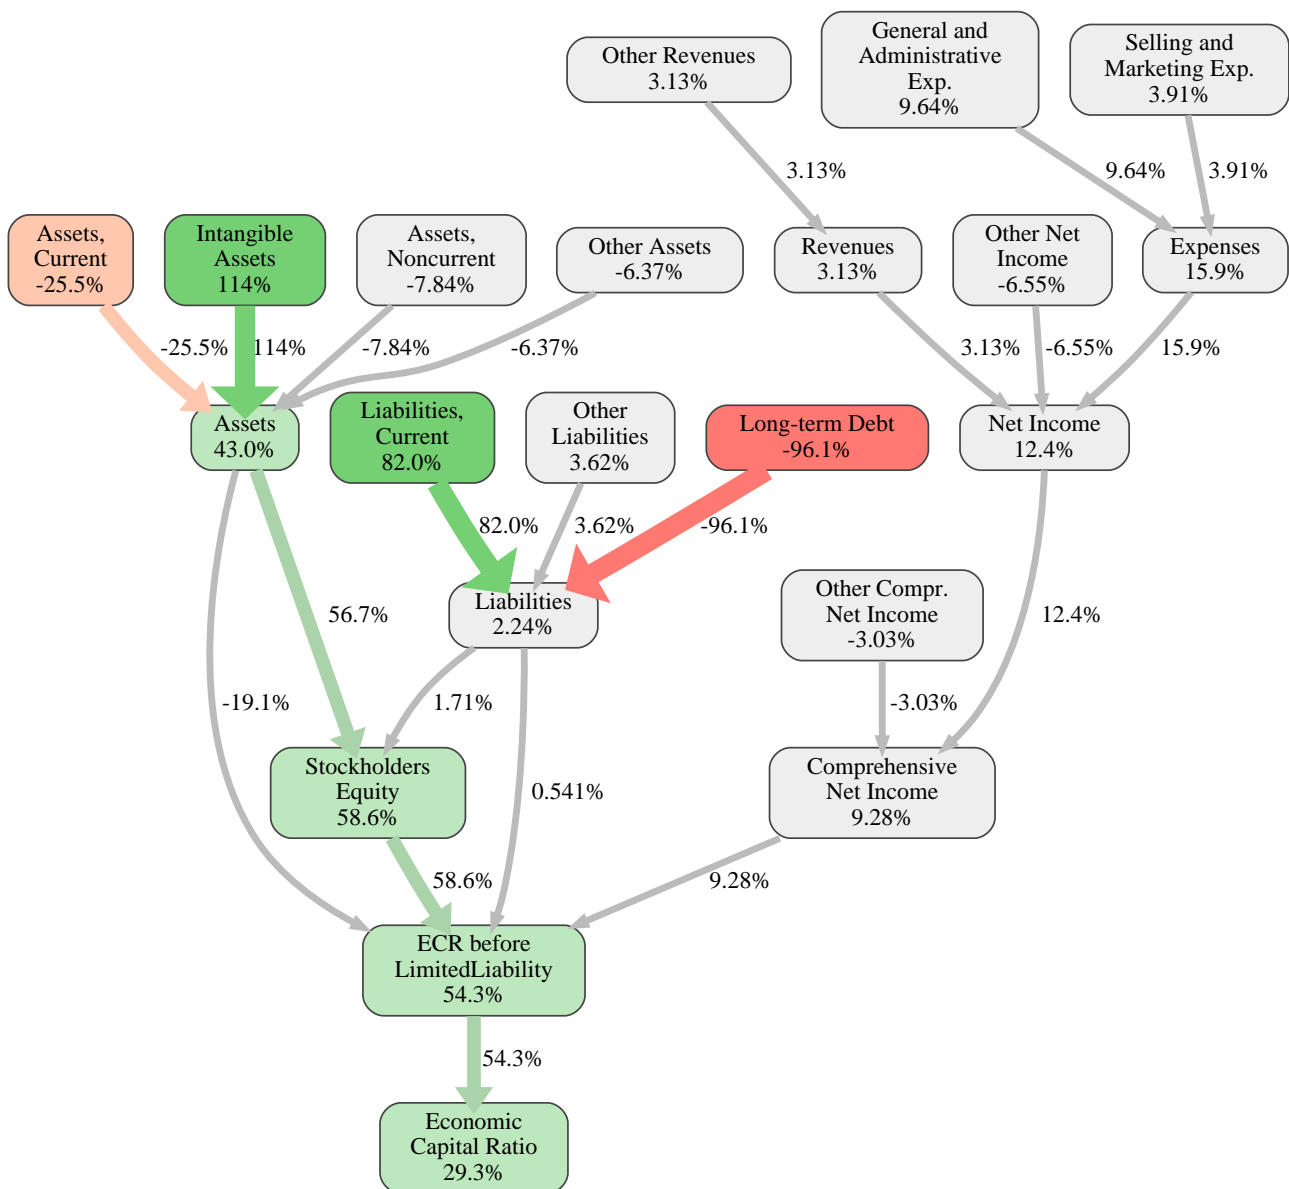 General and
Administrative
Exp.
9.64%
Selling and
Marketing Exp.
3.91%
Other Revenues
3.13%
3.13%
9.64%
3.91%
Assets,
Current
-25.5%
Intangible
Assets
114%
Assets,
Noncurrent
-7.84%
Other Assets
-6.37%
Revenues
3.13%
Other Net
Income
-6.55%
Expenses
15.9%
-25.5%
114%
-7.84%
-6.37%
3.13%
-6.55%
15.9%
Assets
43.0%
Liabilities,
Current
82.0%
Other
Liabilities
3.62%
Long-term Debt
-96.1%
Net Income
12.4%
82.0%
3.62%
-96.1%
Liabilities
2.24%
Other Compr.
Net Income
-3.03%
56.7%
12.4%
-19.1%
1.71%
-3.03%
Stockholders
Equity
58.6%
0.541%
Comprehensive
Net Income
9.28%
58.6%
9.28%
ECR before
LimitedLiability
54.3%
54.3%
Economic
Capital Ratio
29.3%